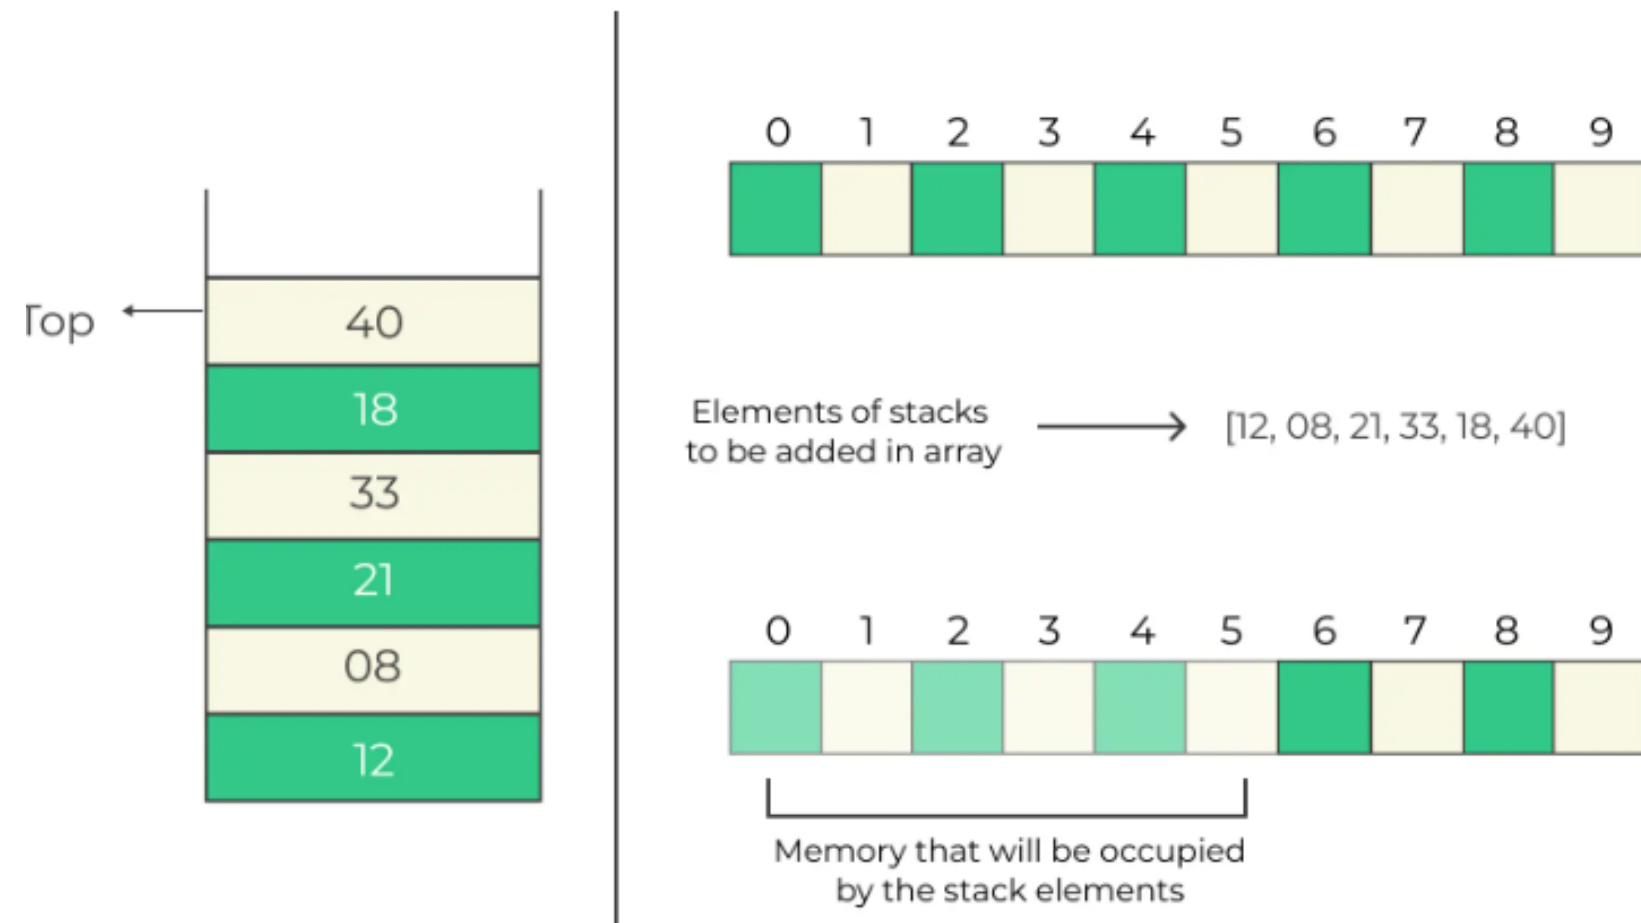 Top
40
18
33
21
08
12
0 1 2 3 4 5 6 7 8 9
Elements of stacks
to be added in array
[12, 08, 21, 33, 18, 40]
0 1 2 3 4 5 6 7 8 9
Memory that will be occupied
by the stack elements